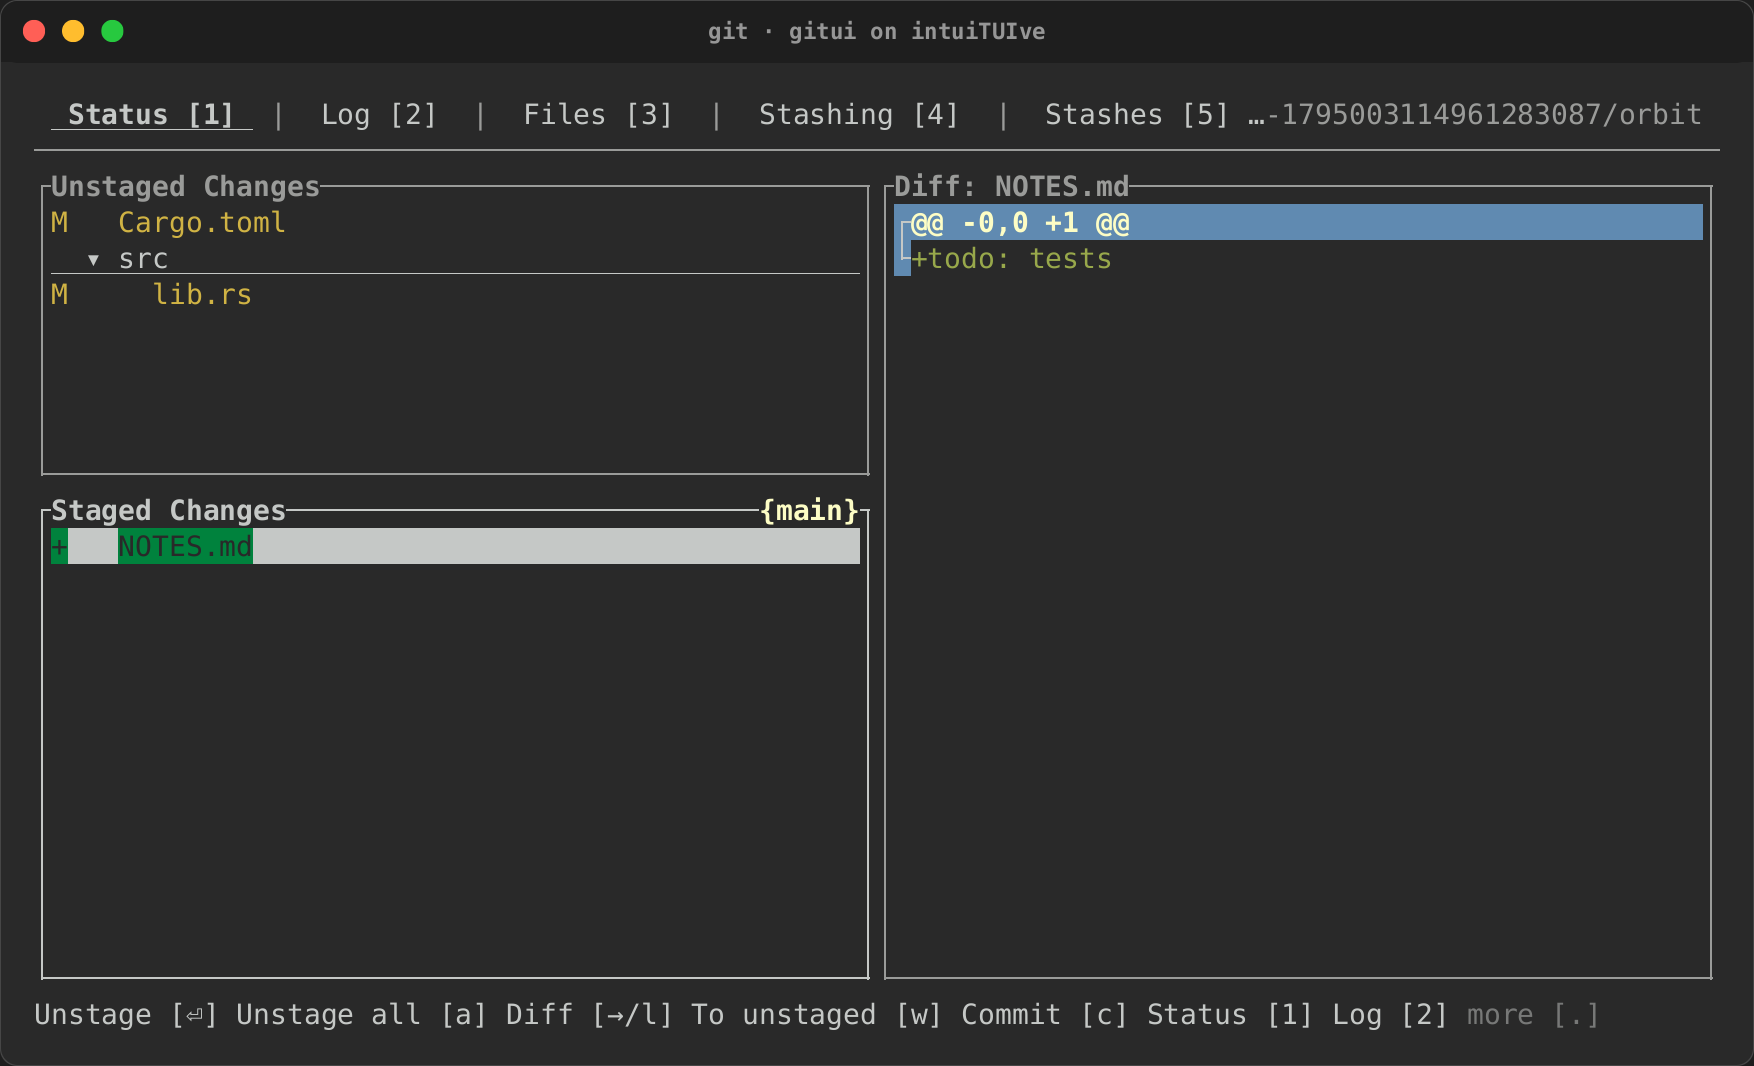 git · gitui on intuiTUIve
Status [1] | Log [2] | Files [3] | Stashing [4] | Stashes [5] …-1795003114961283087/orbit
Unstaged Changes
M Cargo.toml
▾ src
M lib.rs
Staged Changes {main}
+ NOTES.md
Diff: NOTES.md
@@ -0,0 +1 @@
+todo: tests
Unstage [⏎] Unstage all [a] Diff [→/l] To unstaged [w] Commit [c] Status [1] Log [2] more [.]